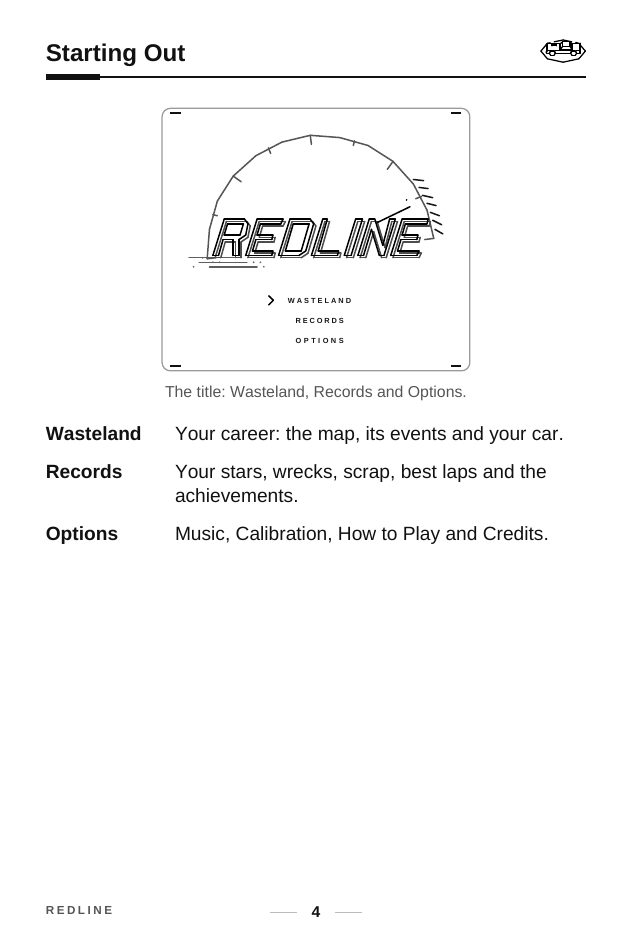 Starting Out
REDLINE
WASTELAND
RECORDS
OPTIONS
The title: Wasteland, Records and Options.
Wasteland Your career: the map, its events and your car.
Records Your stars, wrecks, scrap, best laps and the
achievements.
Options Music, Calibration, How to Play and Credits.
REDLINE 4